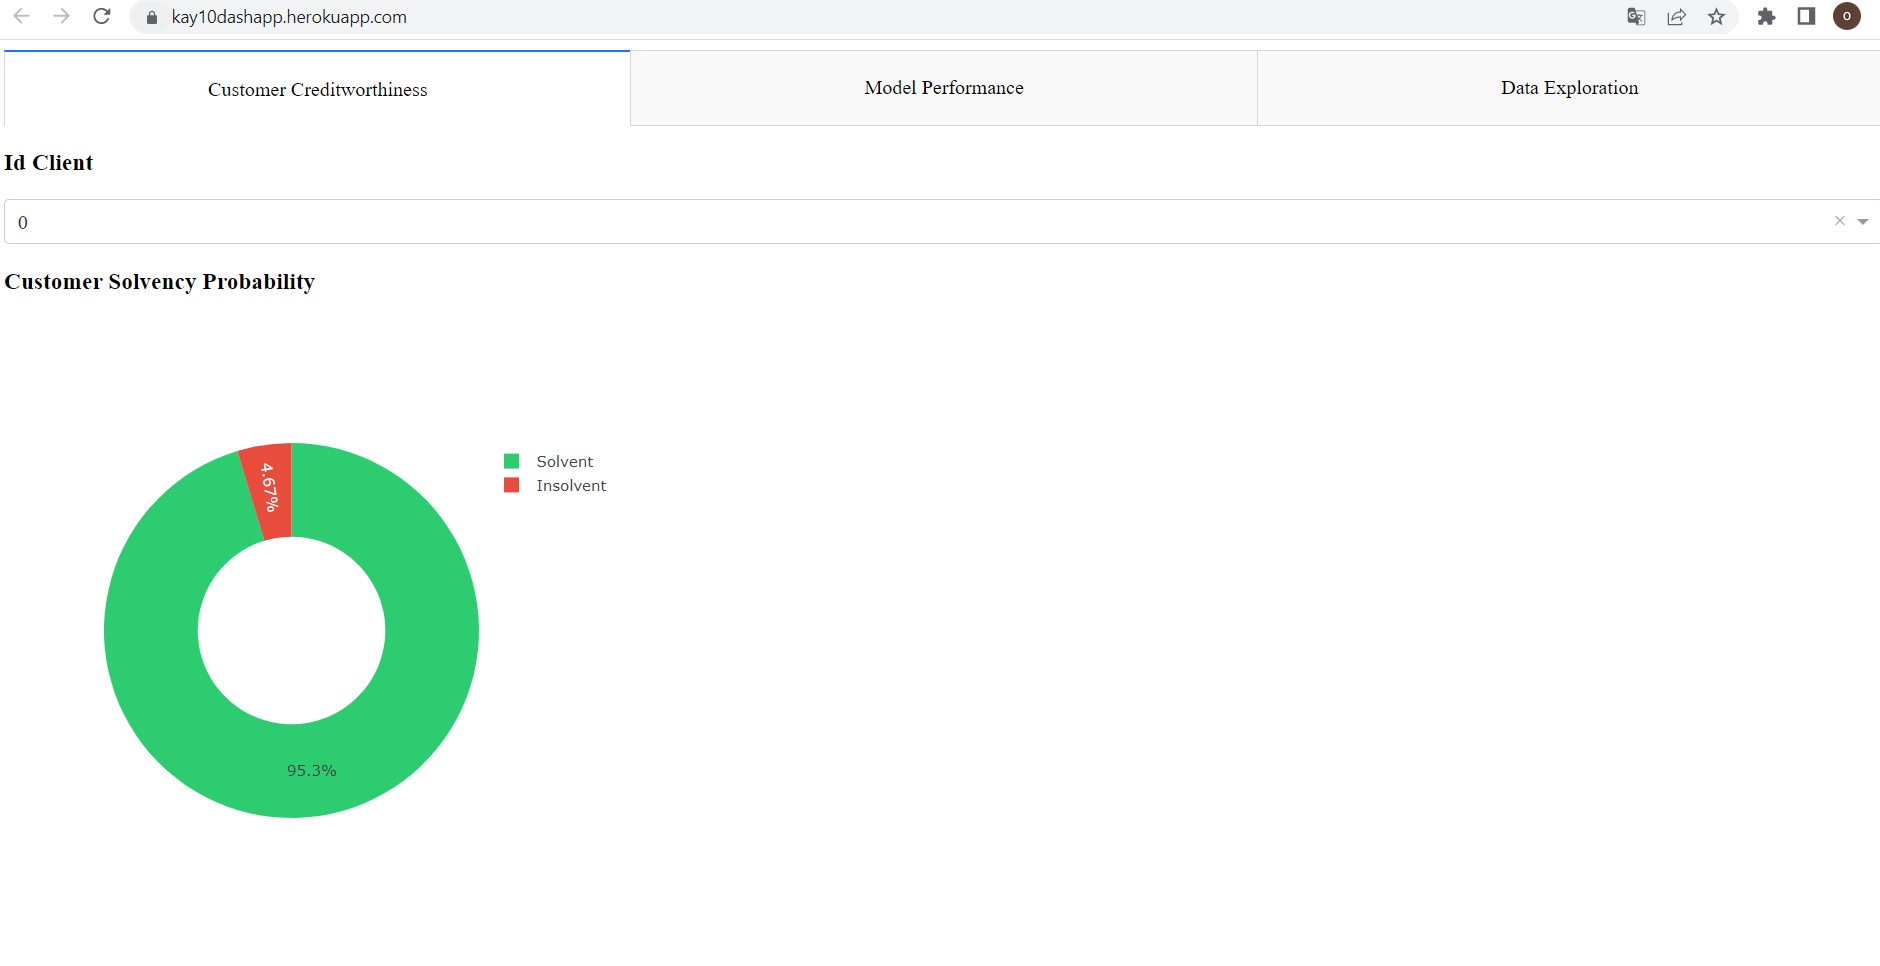 kay10dashapp.herokuapp.com
O
Customer Creditworthiness
Model Performance
Data Exploration
Id Client
0
Customer Solvency Probability
Solvent
Insolvent
4.67%
95.3%